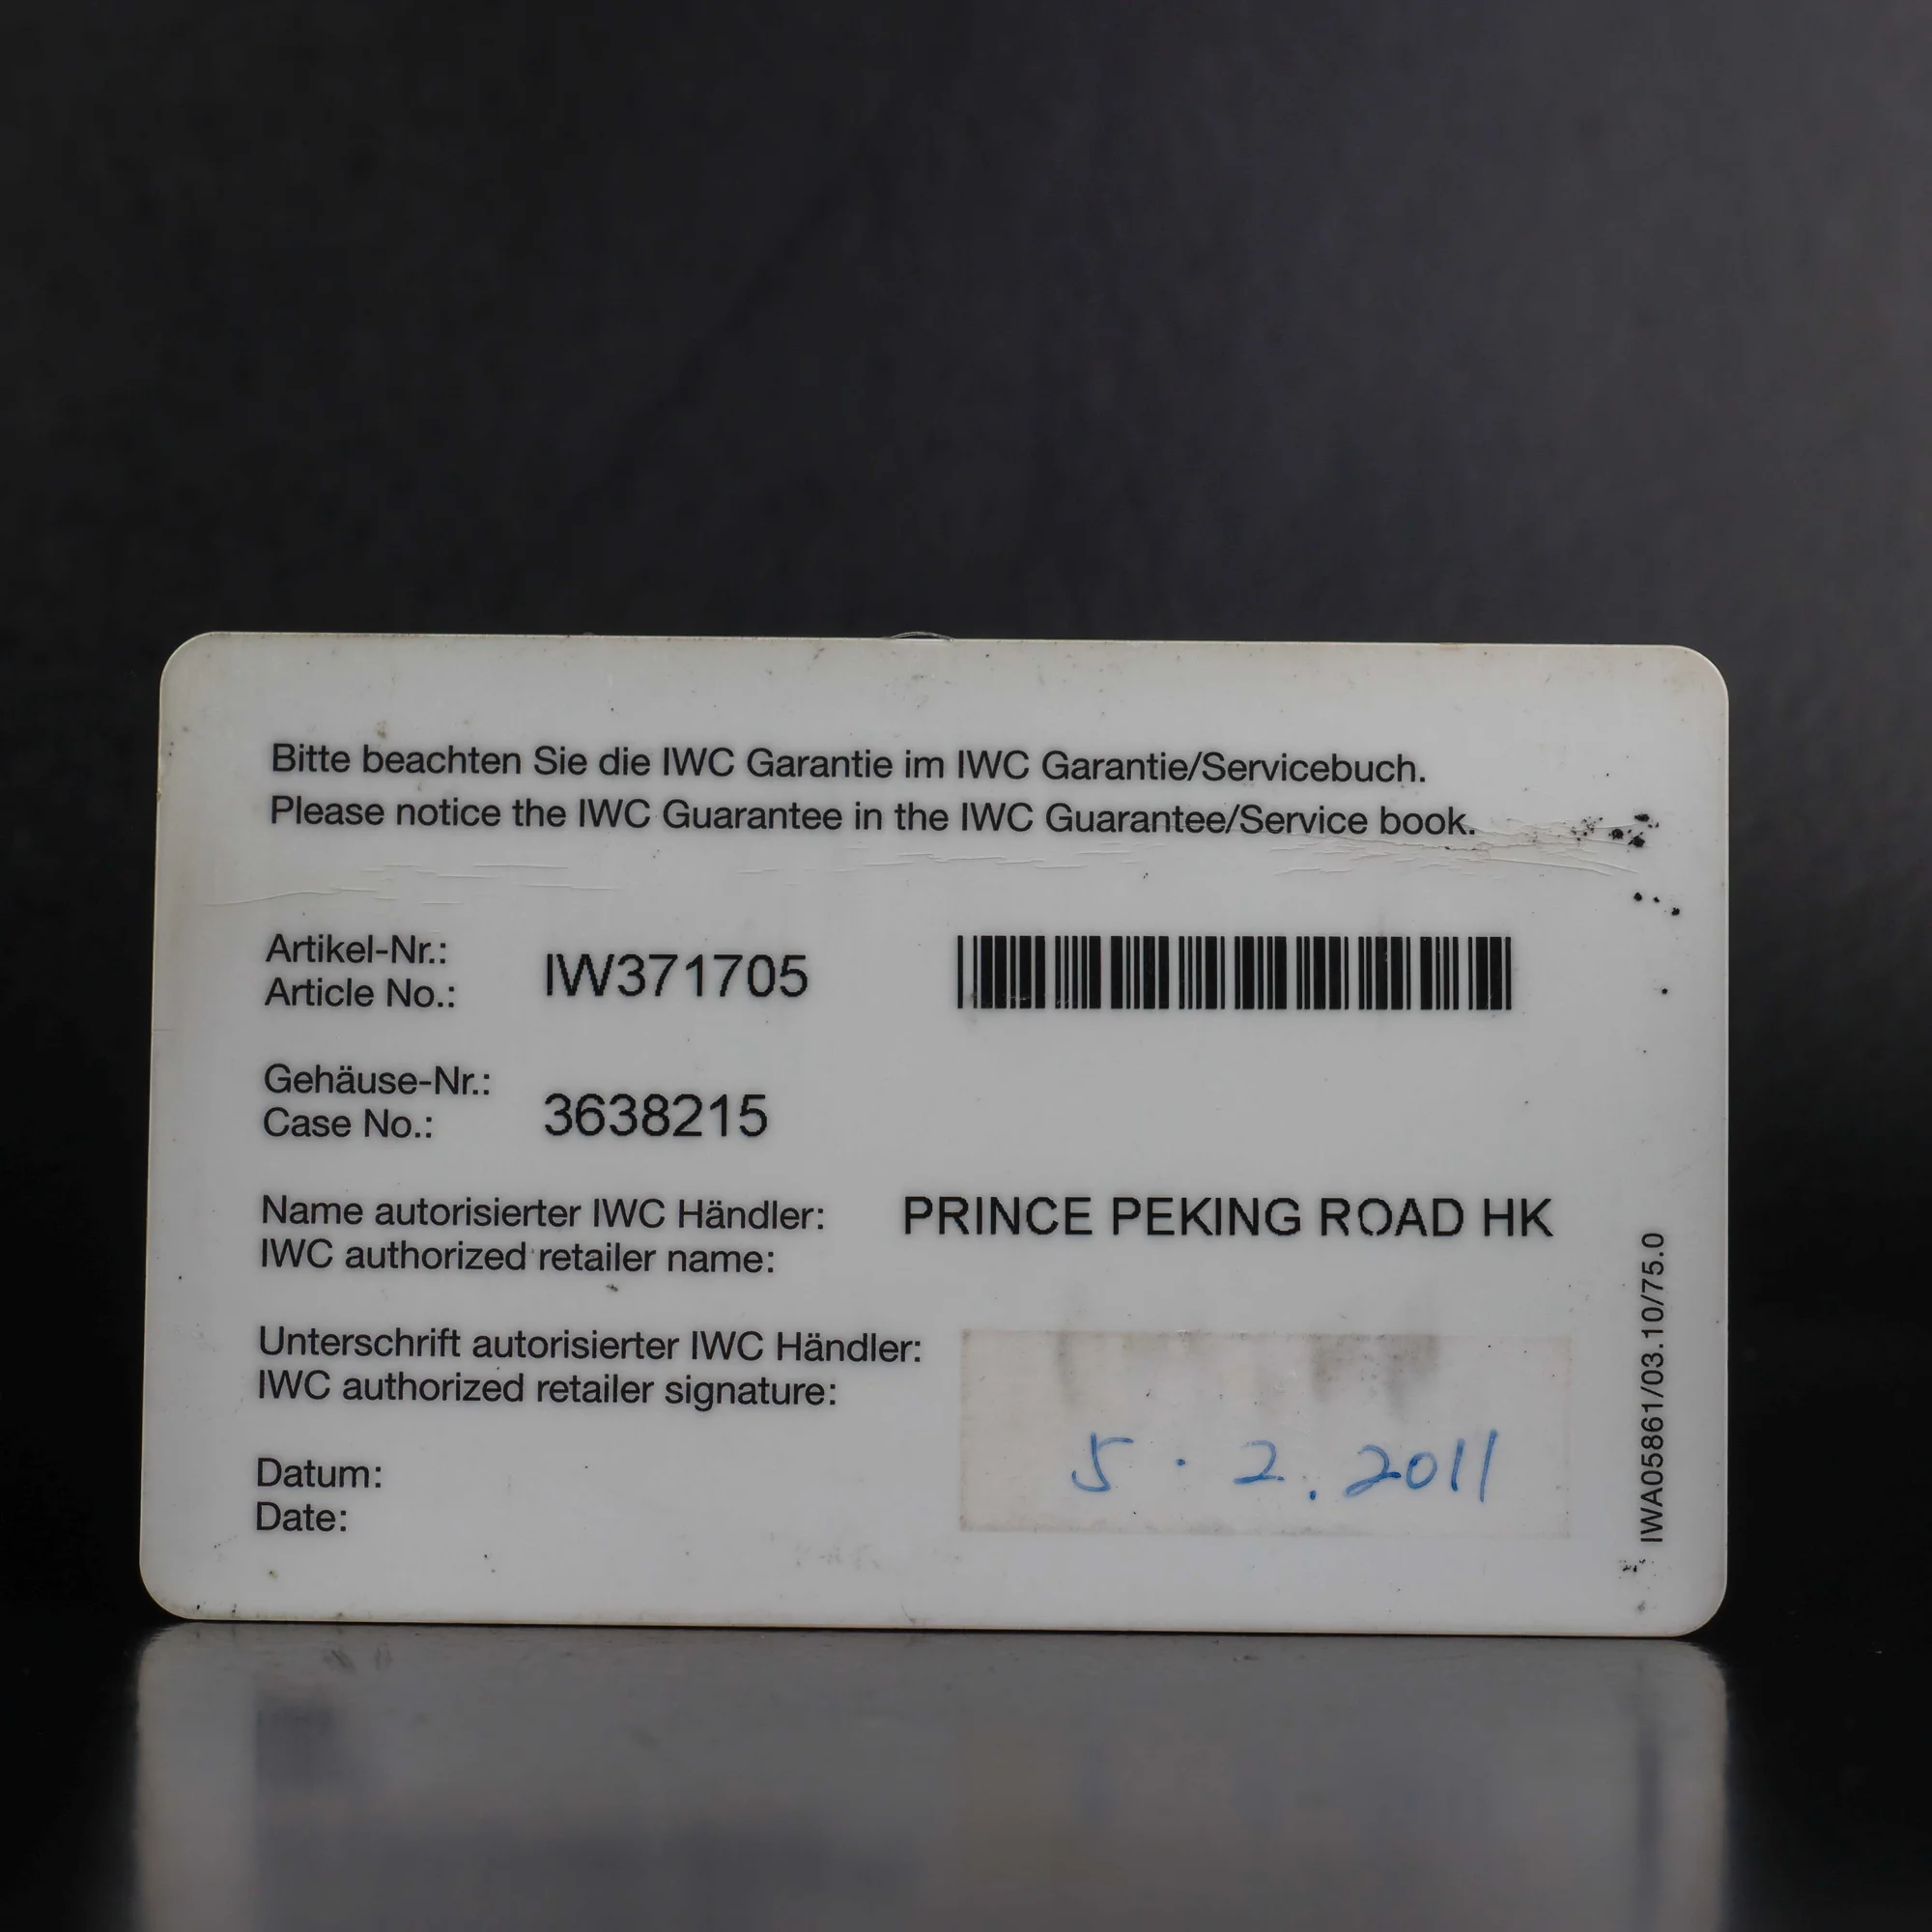 Bitte beachten Sie die IWC Garantie im IWC Garantie/Servicebuch.
Please notice the IWC Guarantee in the IWC Guarantee/Service book.
Artikel-Nr.:
Article No.:
IW371705
Gehäuse-Nr.:
Case No.:
3638215
Name autorisierter IWC Händler:
IWC authorized retailer name:
PRINCE PEKING ROAD HK
Unterschrift autorisierter IWC Händler:
IWC authorized retailer signature:
Datum:
Date:
5 . 2 . 2011
IWA05861/03.10/75.0